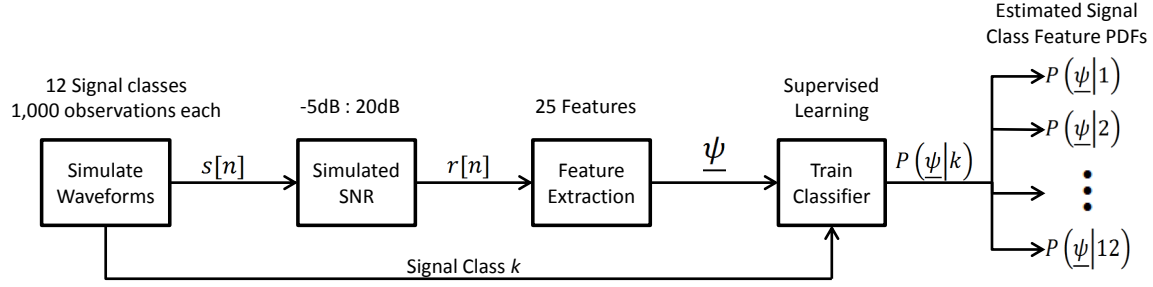 Estimated Signal
Class Feature PDFs
12 Signal classes
1,000 observations each
-5dB : 20dB
25 Features
Supervised
Learning
Simulate
Waveforms
s[n]
Simulated
SNR
r[n]
Feature
Extraction
ψ
Train
Classifier
P(ψ|k)
P(ψ|1)
P(ψ|2)
⋮
P(ψ|12)
Signal Class k